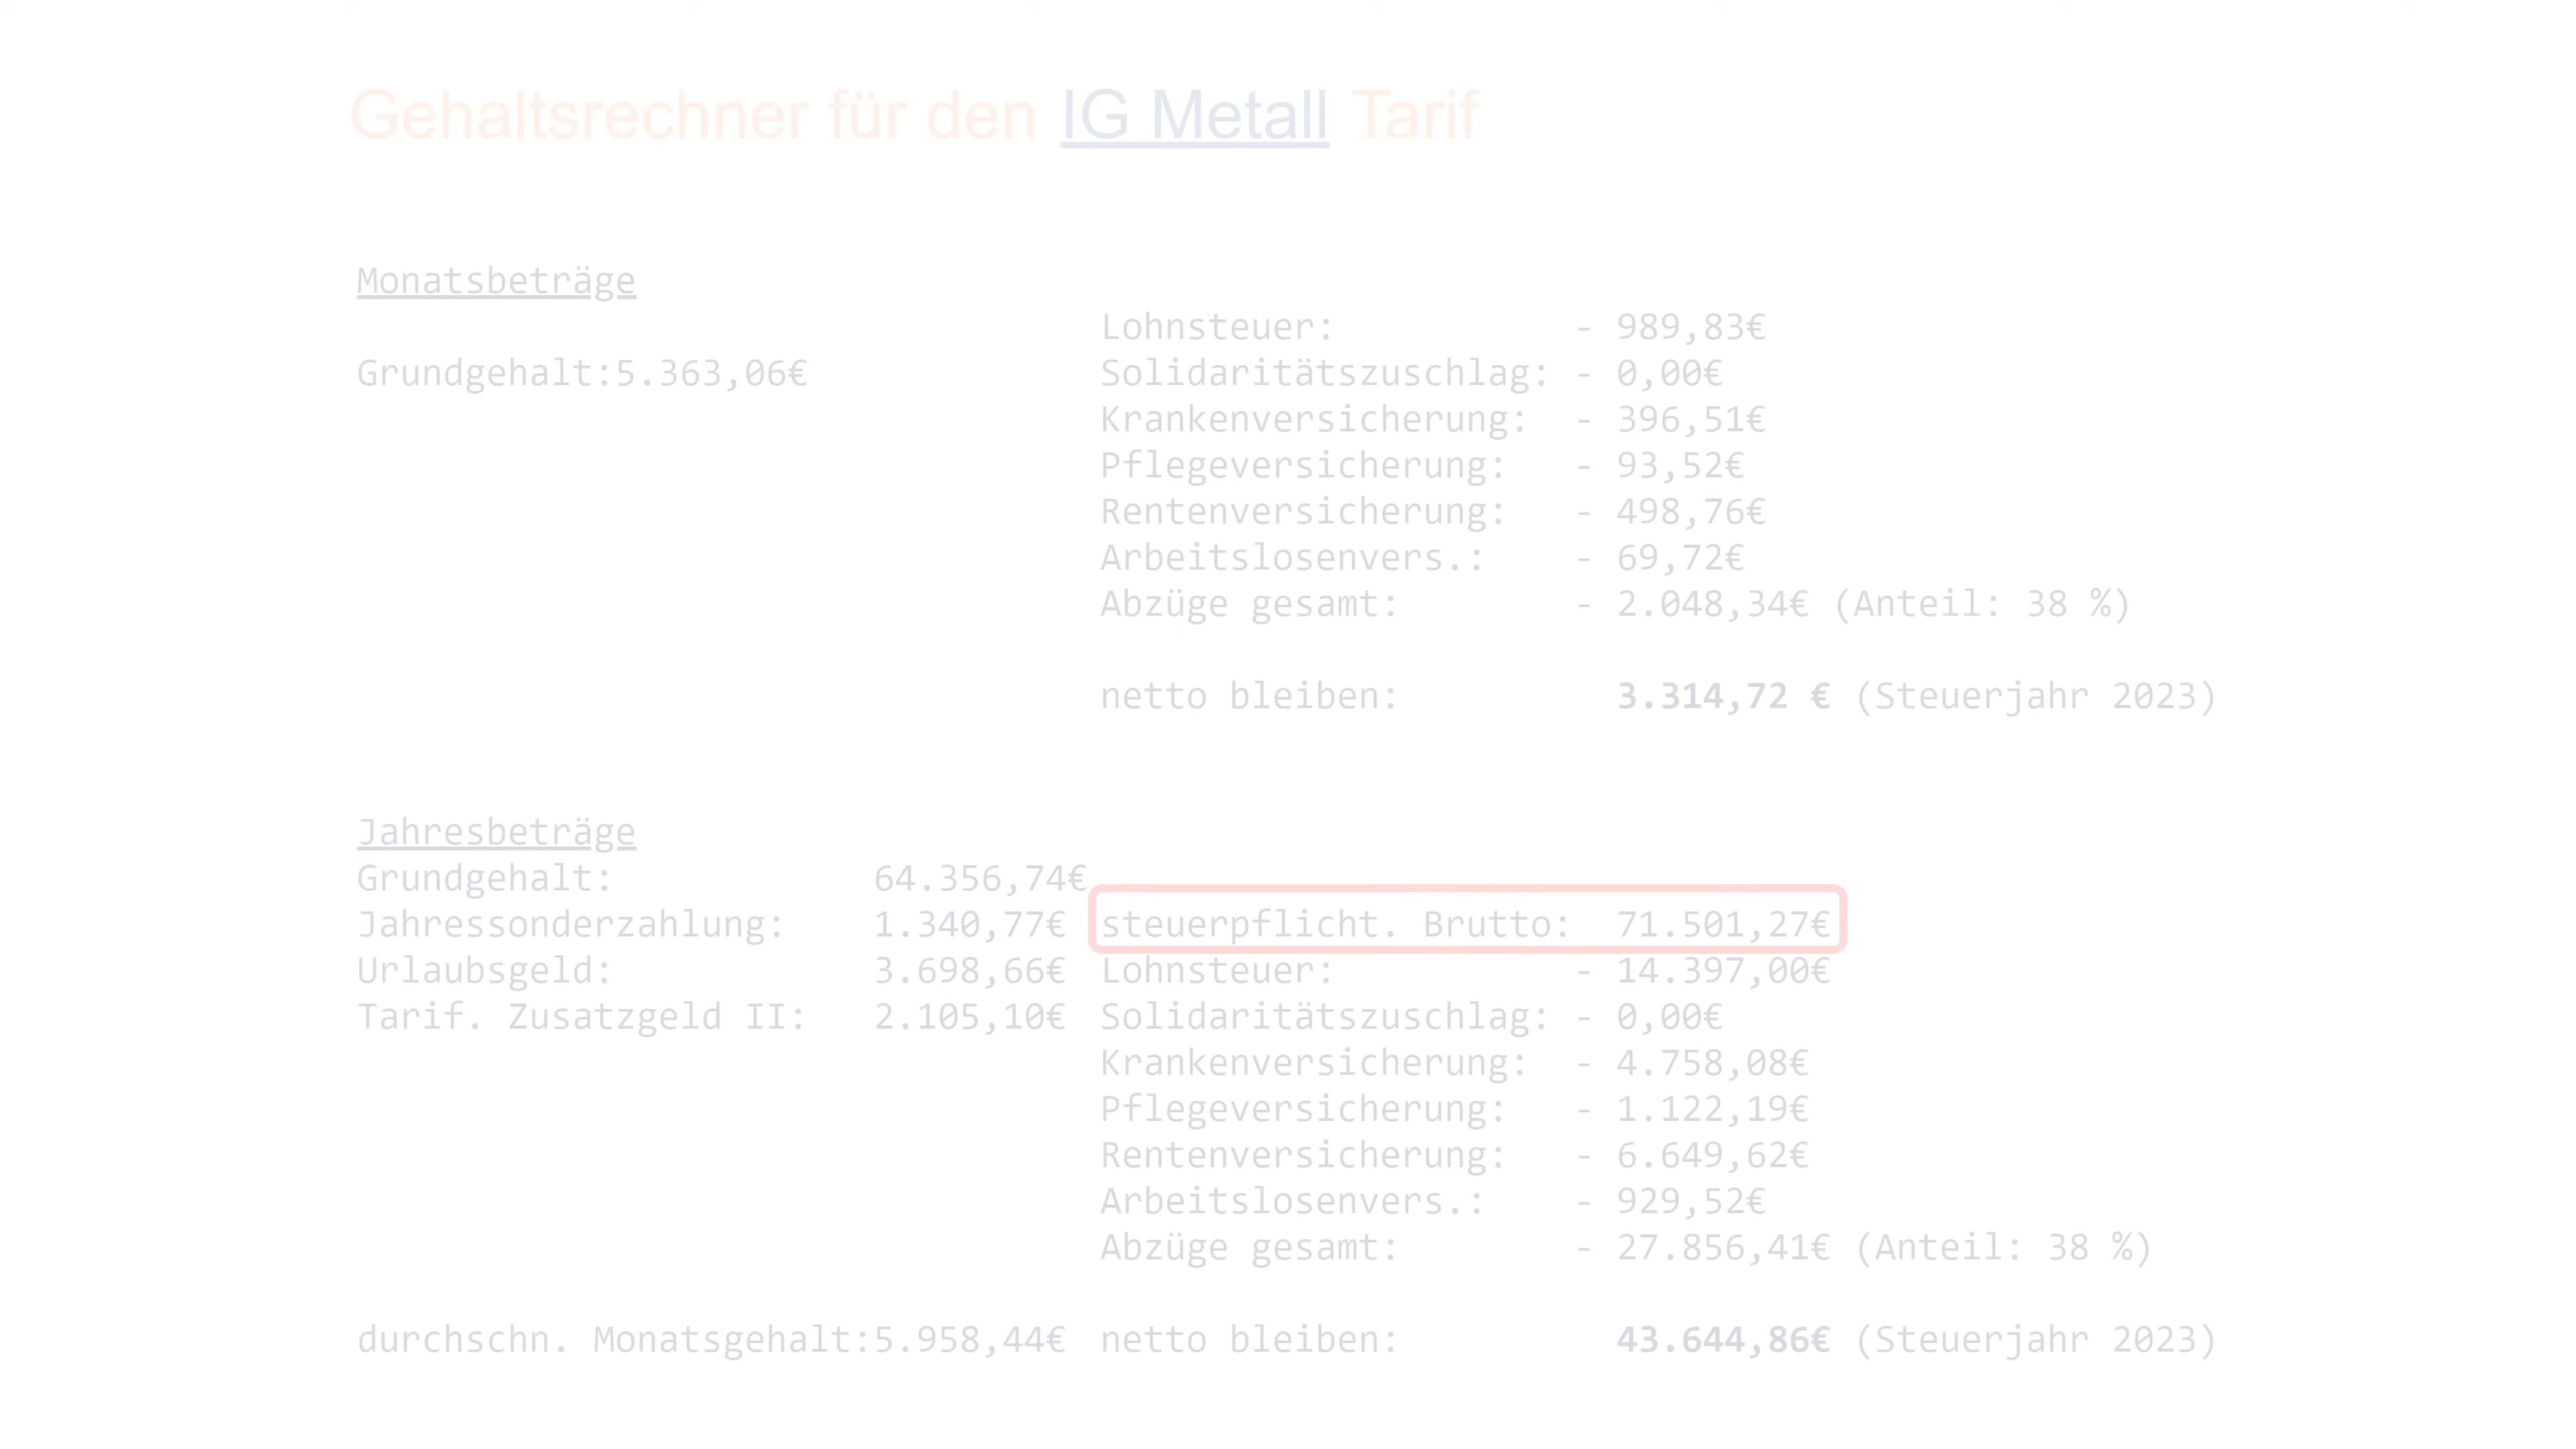 Gehaltsrechner für den IG Metall Tarif
Monatsbeträge
Grundgehalt:5.363,06€
Lohnsteuer: - 989,83€
Solidaritätszuschlag: - 0,00€
Krankenversicherung: - 396,51€
Pflegeversicherung: - 93,52€
Rentenversicherung: - 498,76€
Arbeitslosenvers.: - 69,72€
Abzüge gesamt: - 2.048,34€ (Anteil: 38 %)
netto bleiben: 3.314,72 € (Steuerjahr 2023)
Jahresbeträge
Grundgehalt: 64.356,74€
Jahressonderzahlung: 1.340,77€ steuerpflicht. Brutto: 71.501,27€
Urlaubsgeld: 3.698,66€ Lohnsteuer: - 14.397,00€
Tarif. Zusatzgeld II: 2.105,10€ Solidaritätszuschlag: - 0,00€
Krankenversicherung: - 4.758,08€
Pflegeversicherung: - 1.122,19€
Rentenversicherung: - 6.649,62€
Arbeitslosenvers.: - 929,52€
Abzüge gesamt: - 27.856,41€ (Anteil: 38 %)
durchschn. Monatsgehalt:5.958,44€ netto bleiben: 43.644,86€ (Steuerjahr 2023)